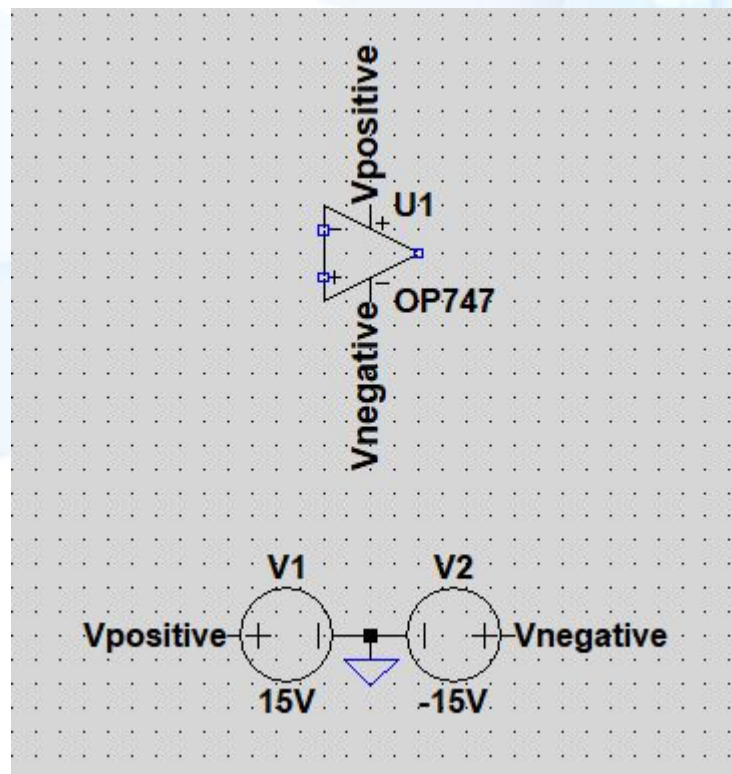 Vpositive
U1
OP747
Vnegative
V1
V2
Vpositive
Vnegative
15V
-15V